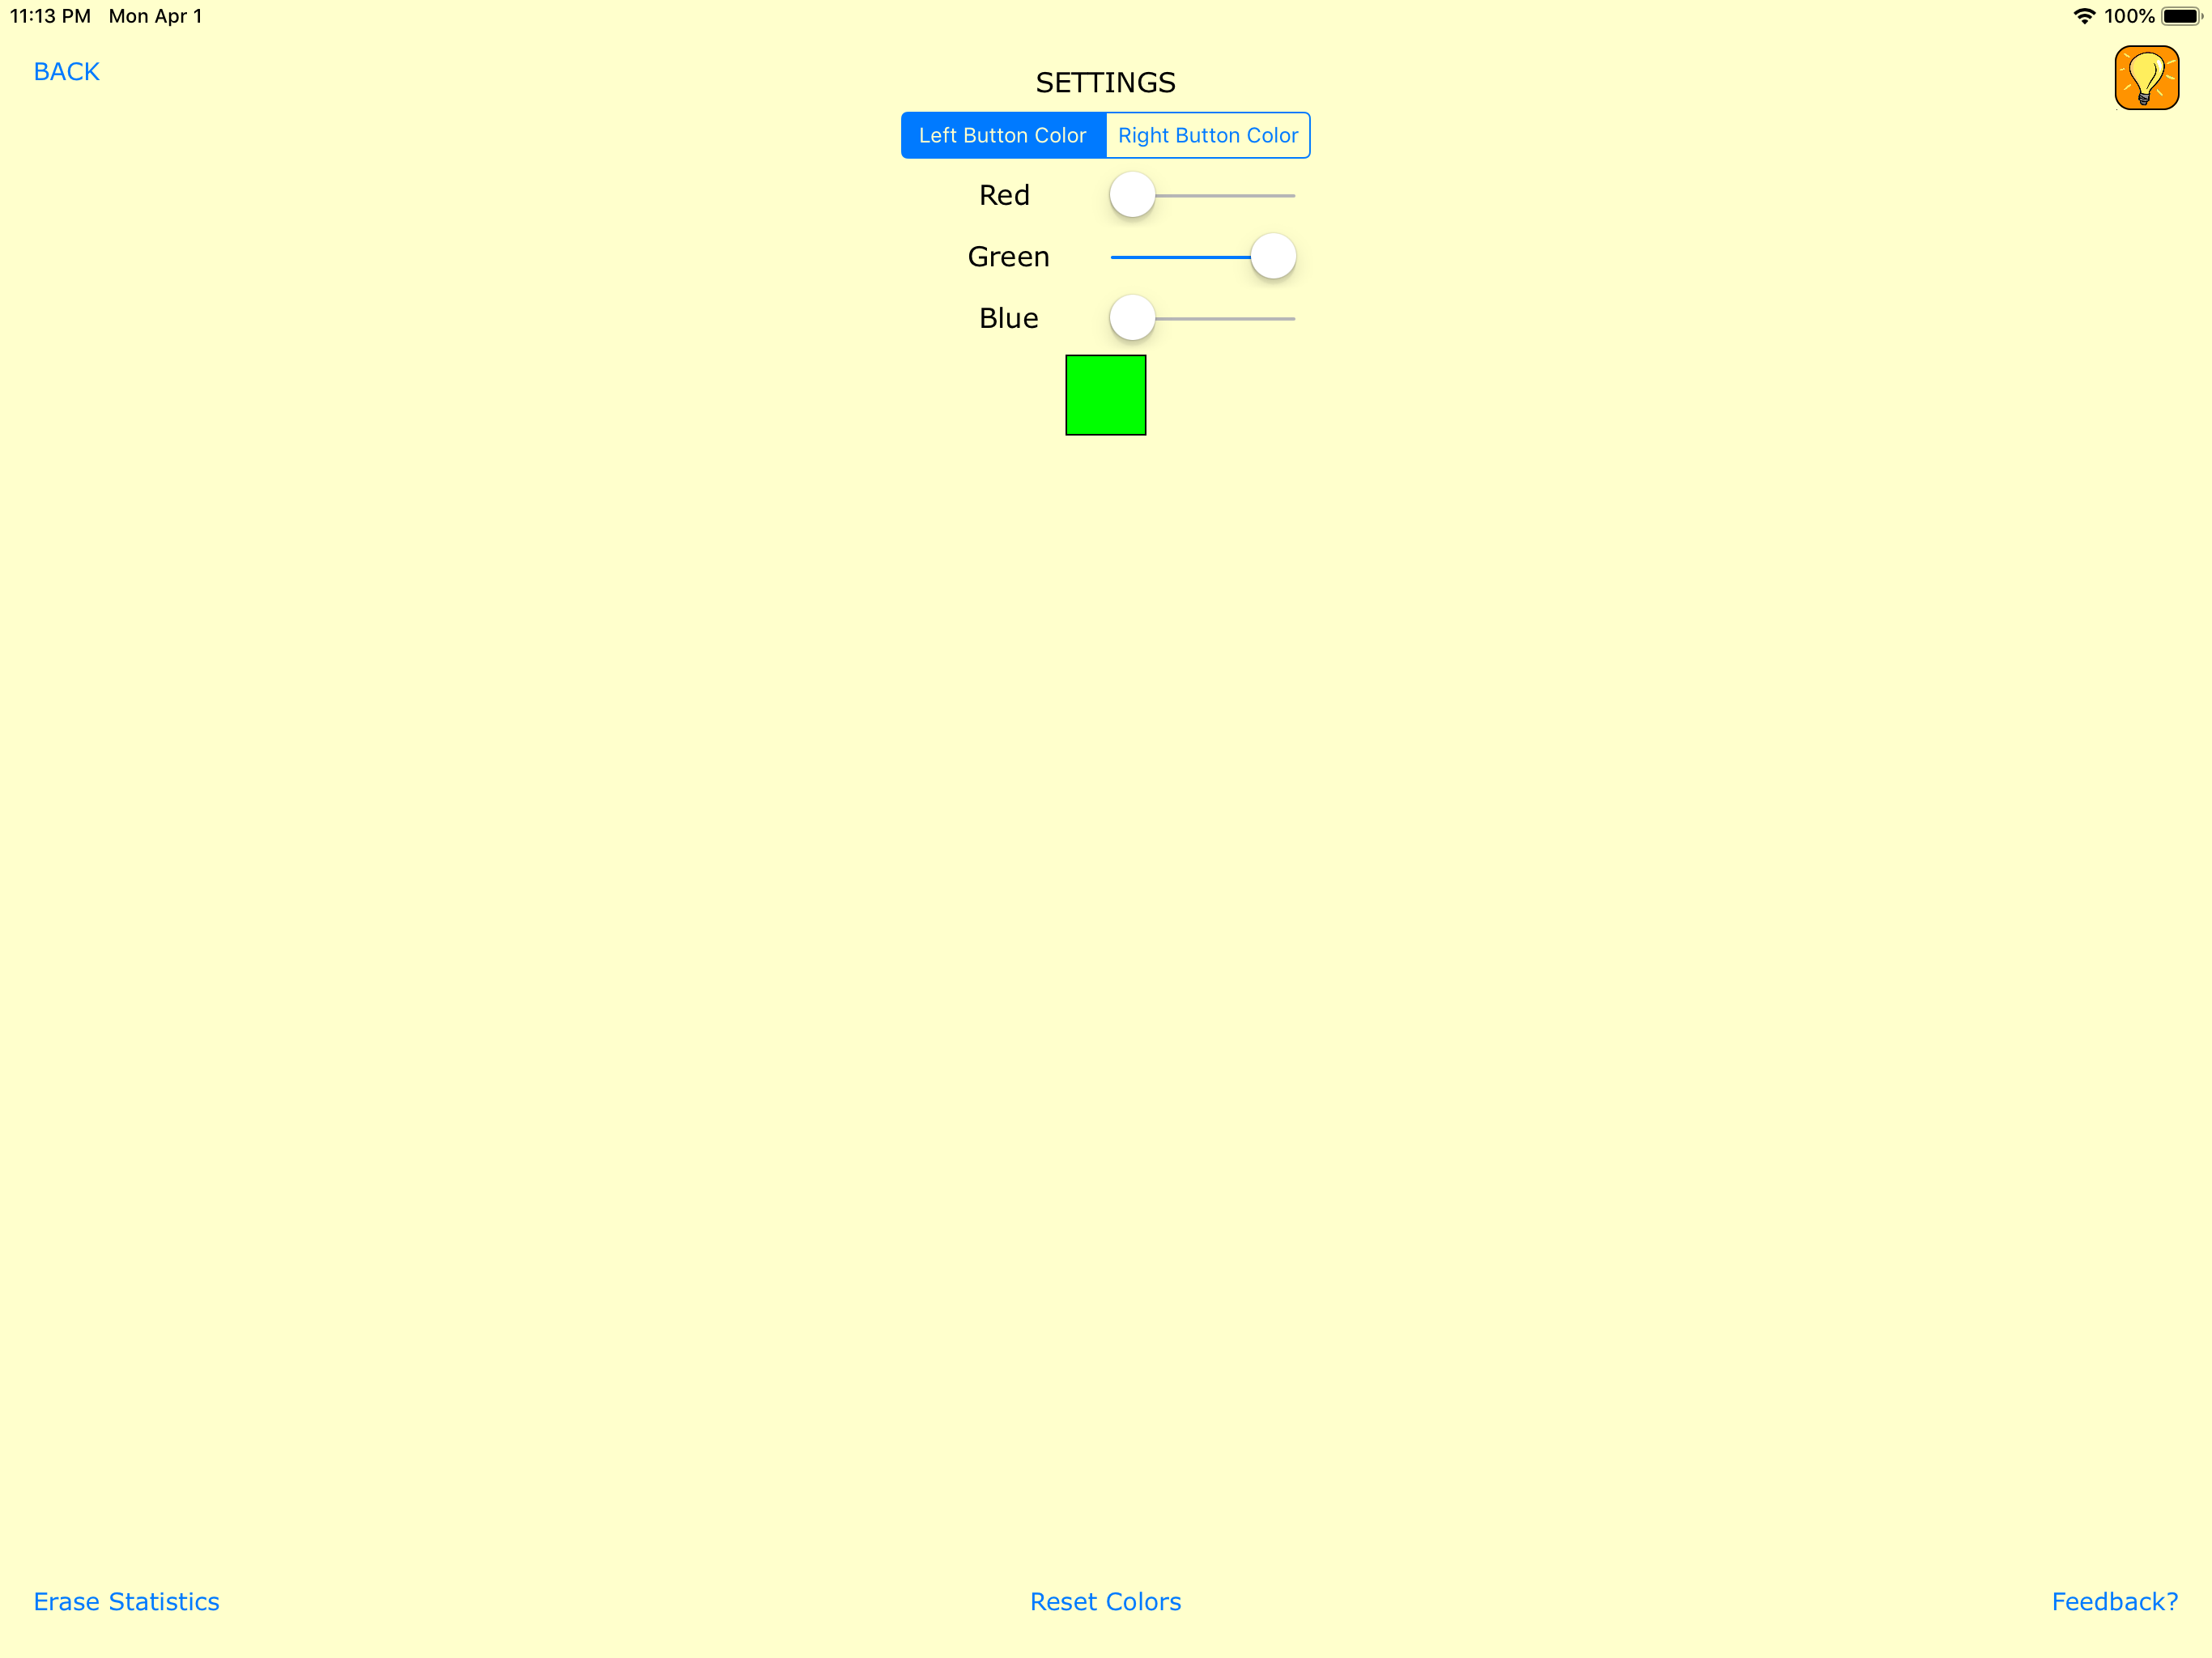 11:13 PM Mon Apr 1 100%
BACK
SETTINGS
Left Button Color Right Button Color
Red
Green
Blue
Erase Statistics Reset Colors Feedback?